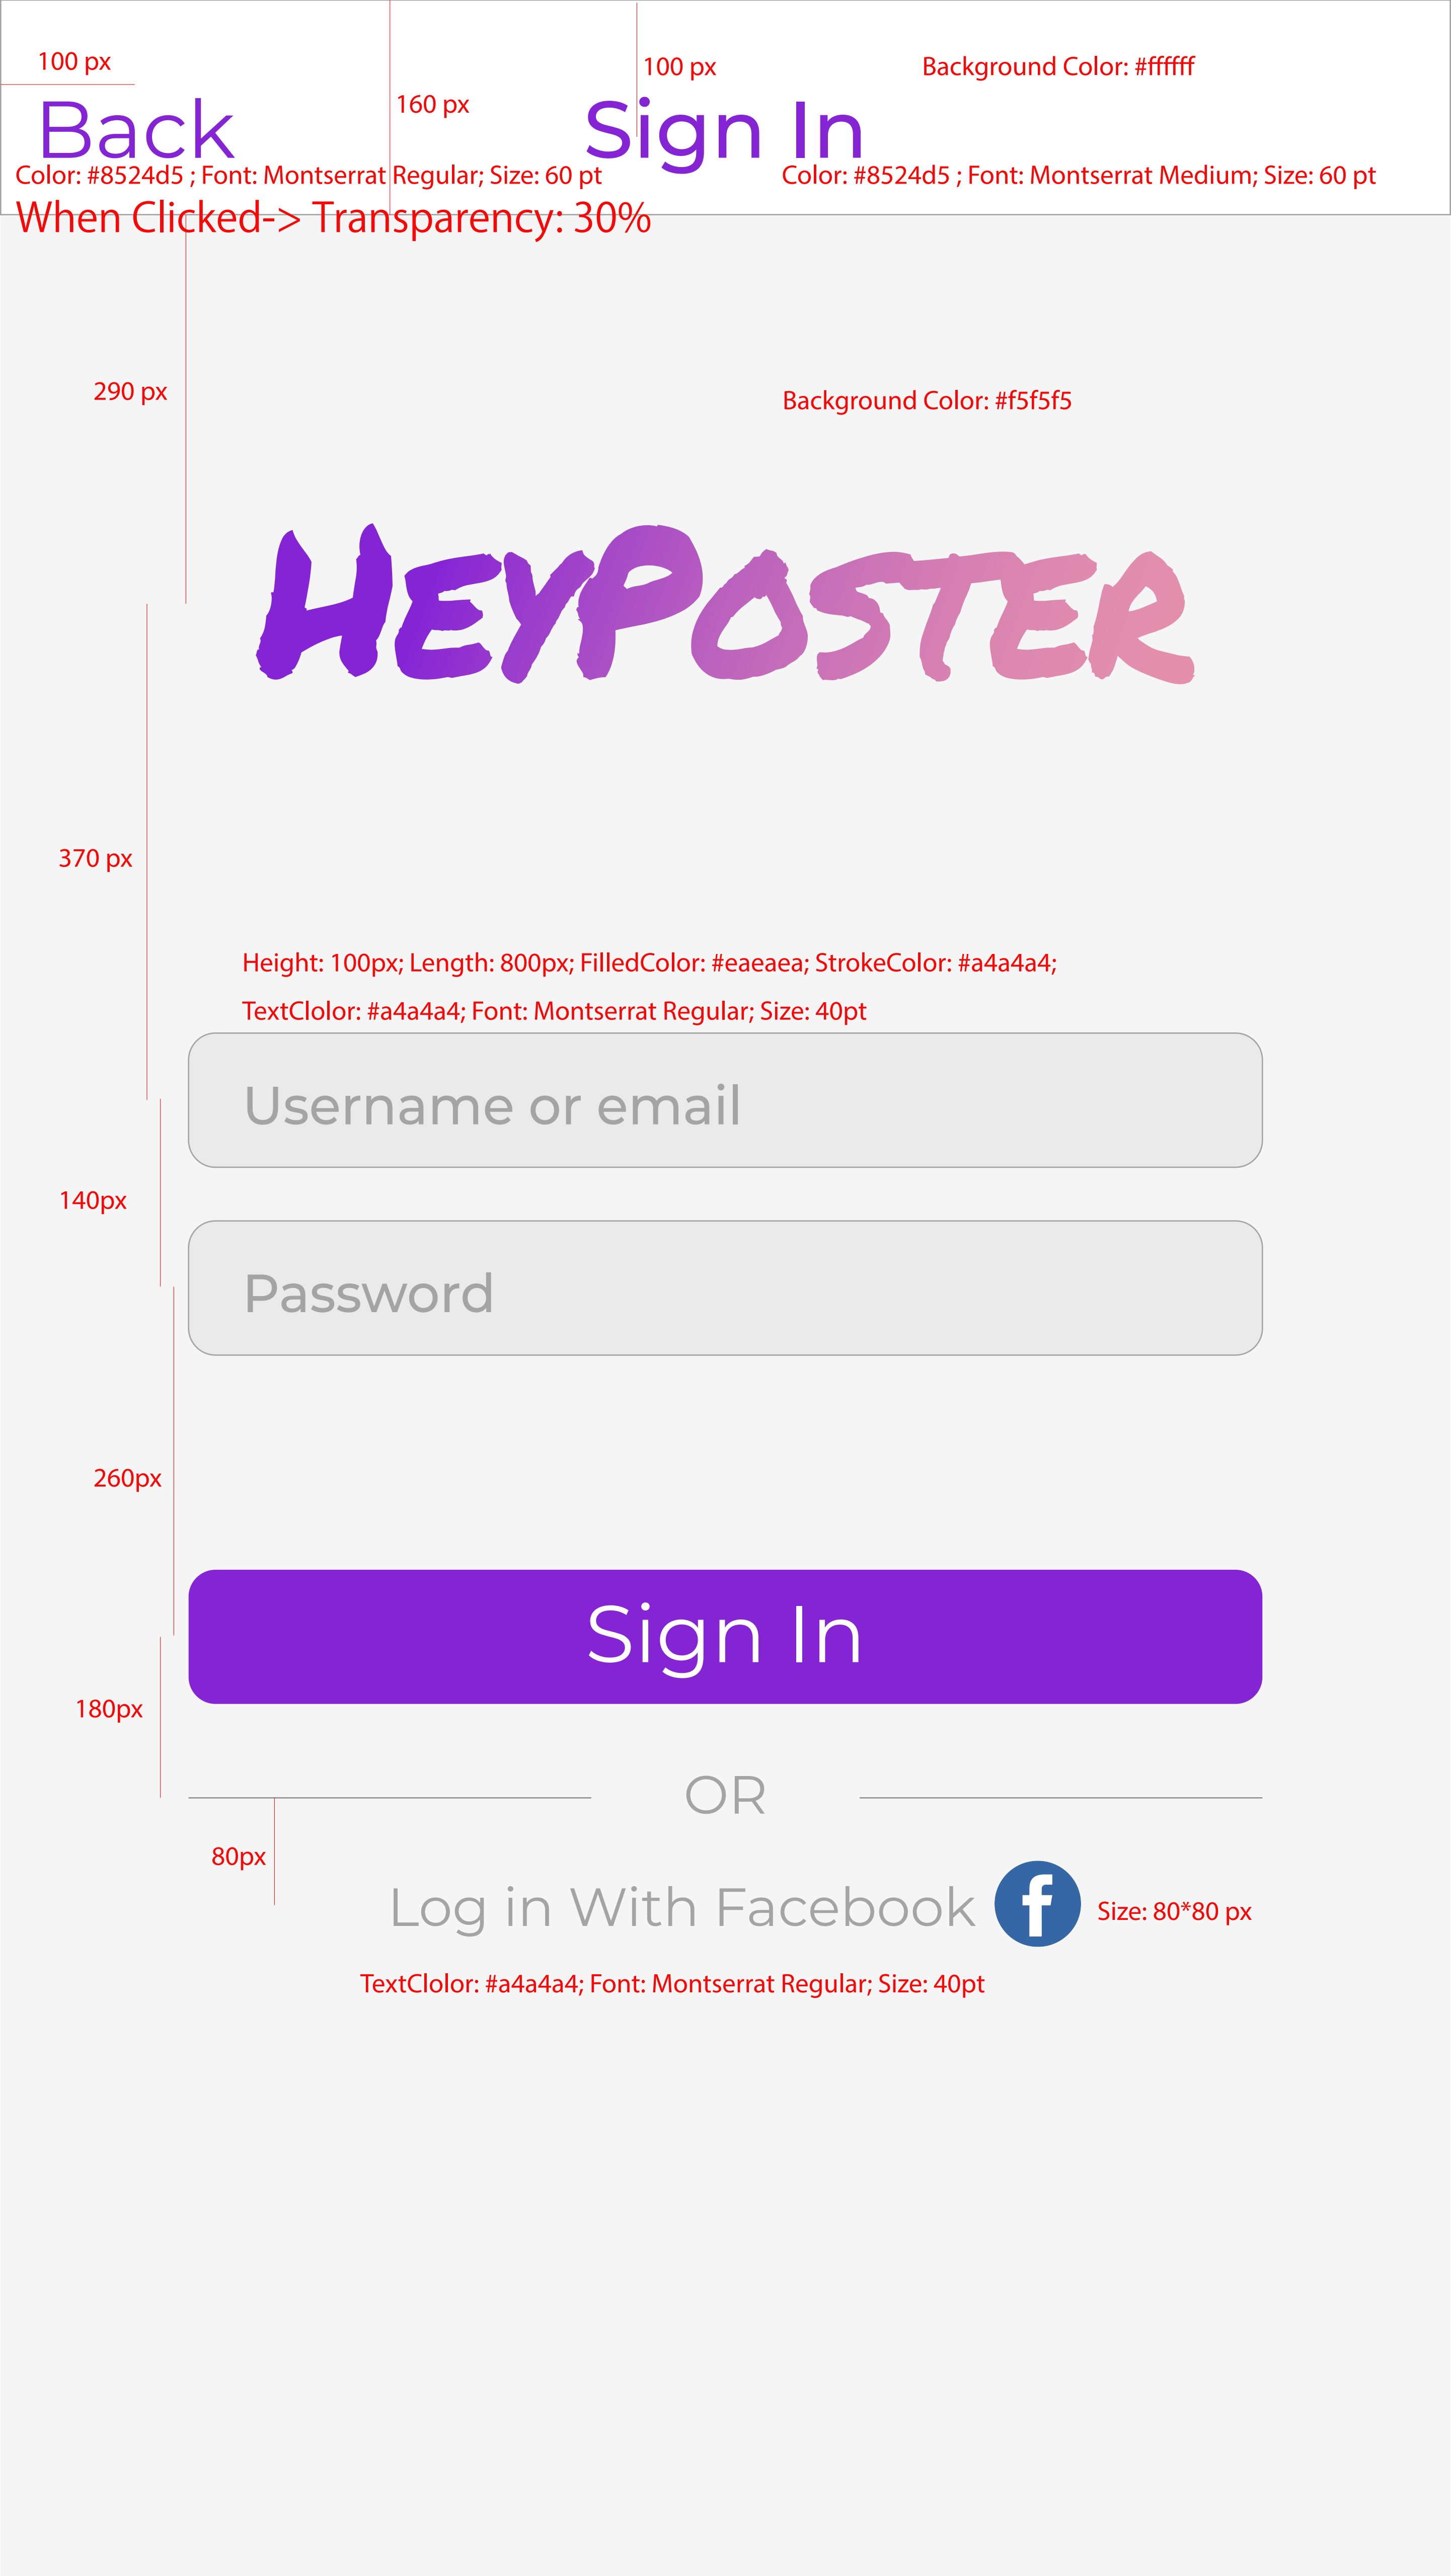 100 px
100 px
Background Color: #ffffff
160 px
Back
Sign In
Color: #8524d5 ; Font: Montserrat Regular; Size: 60 pt
Color: #8524d5 ; Font: Montserrat Medium; Size: 60 pt
When Clicked-> Transparency: 30%
290 px
Background Color: #f5f5f5
HEYPOSTER
370 px
Height: 100px; Length: 800px; FilledColor: #eaeaea; StrokeColor: #a4a4a4;
TextClolor: #a4a4a4; Font: Montserrat Regular; Size: 40pt
Username or email
140px
Password
260px
Sign In
180px
OR
80px
Log in With Facebook f
Size: 80*80 px
TextClolor: #a4a4a4; Font: Montserrat Regular; Size: 40pt